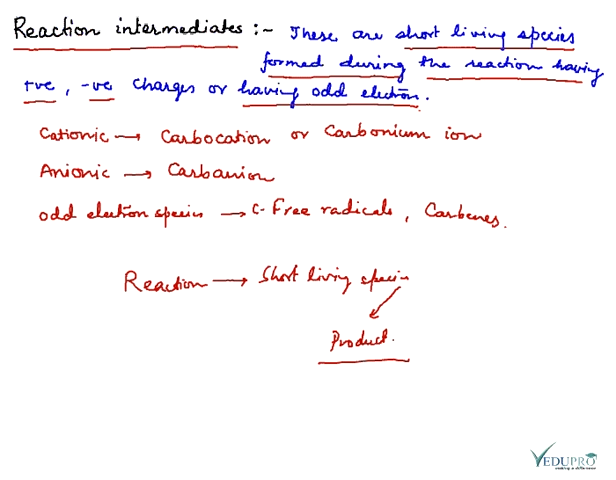 Reaction intermediates :- These are short living species
formed during the reaction having
+ve, -ve charges or having odd electron.
Cationic → Carbocation or Carbonium ion
Anionic → Carbanion
odd electron species → C-Free radicals, Carbenes.
Reaction → Short living species
Product.
VEDUPRO
making a difference